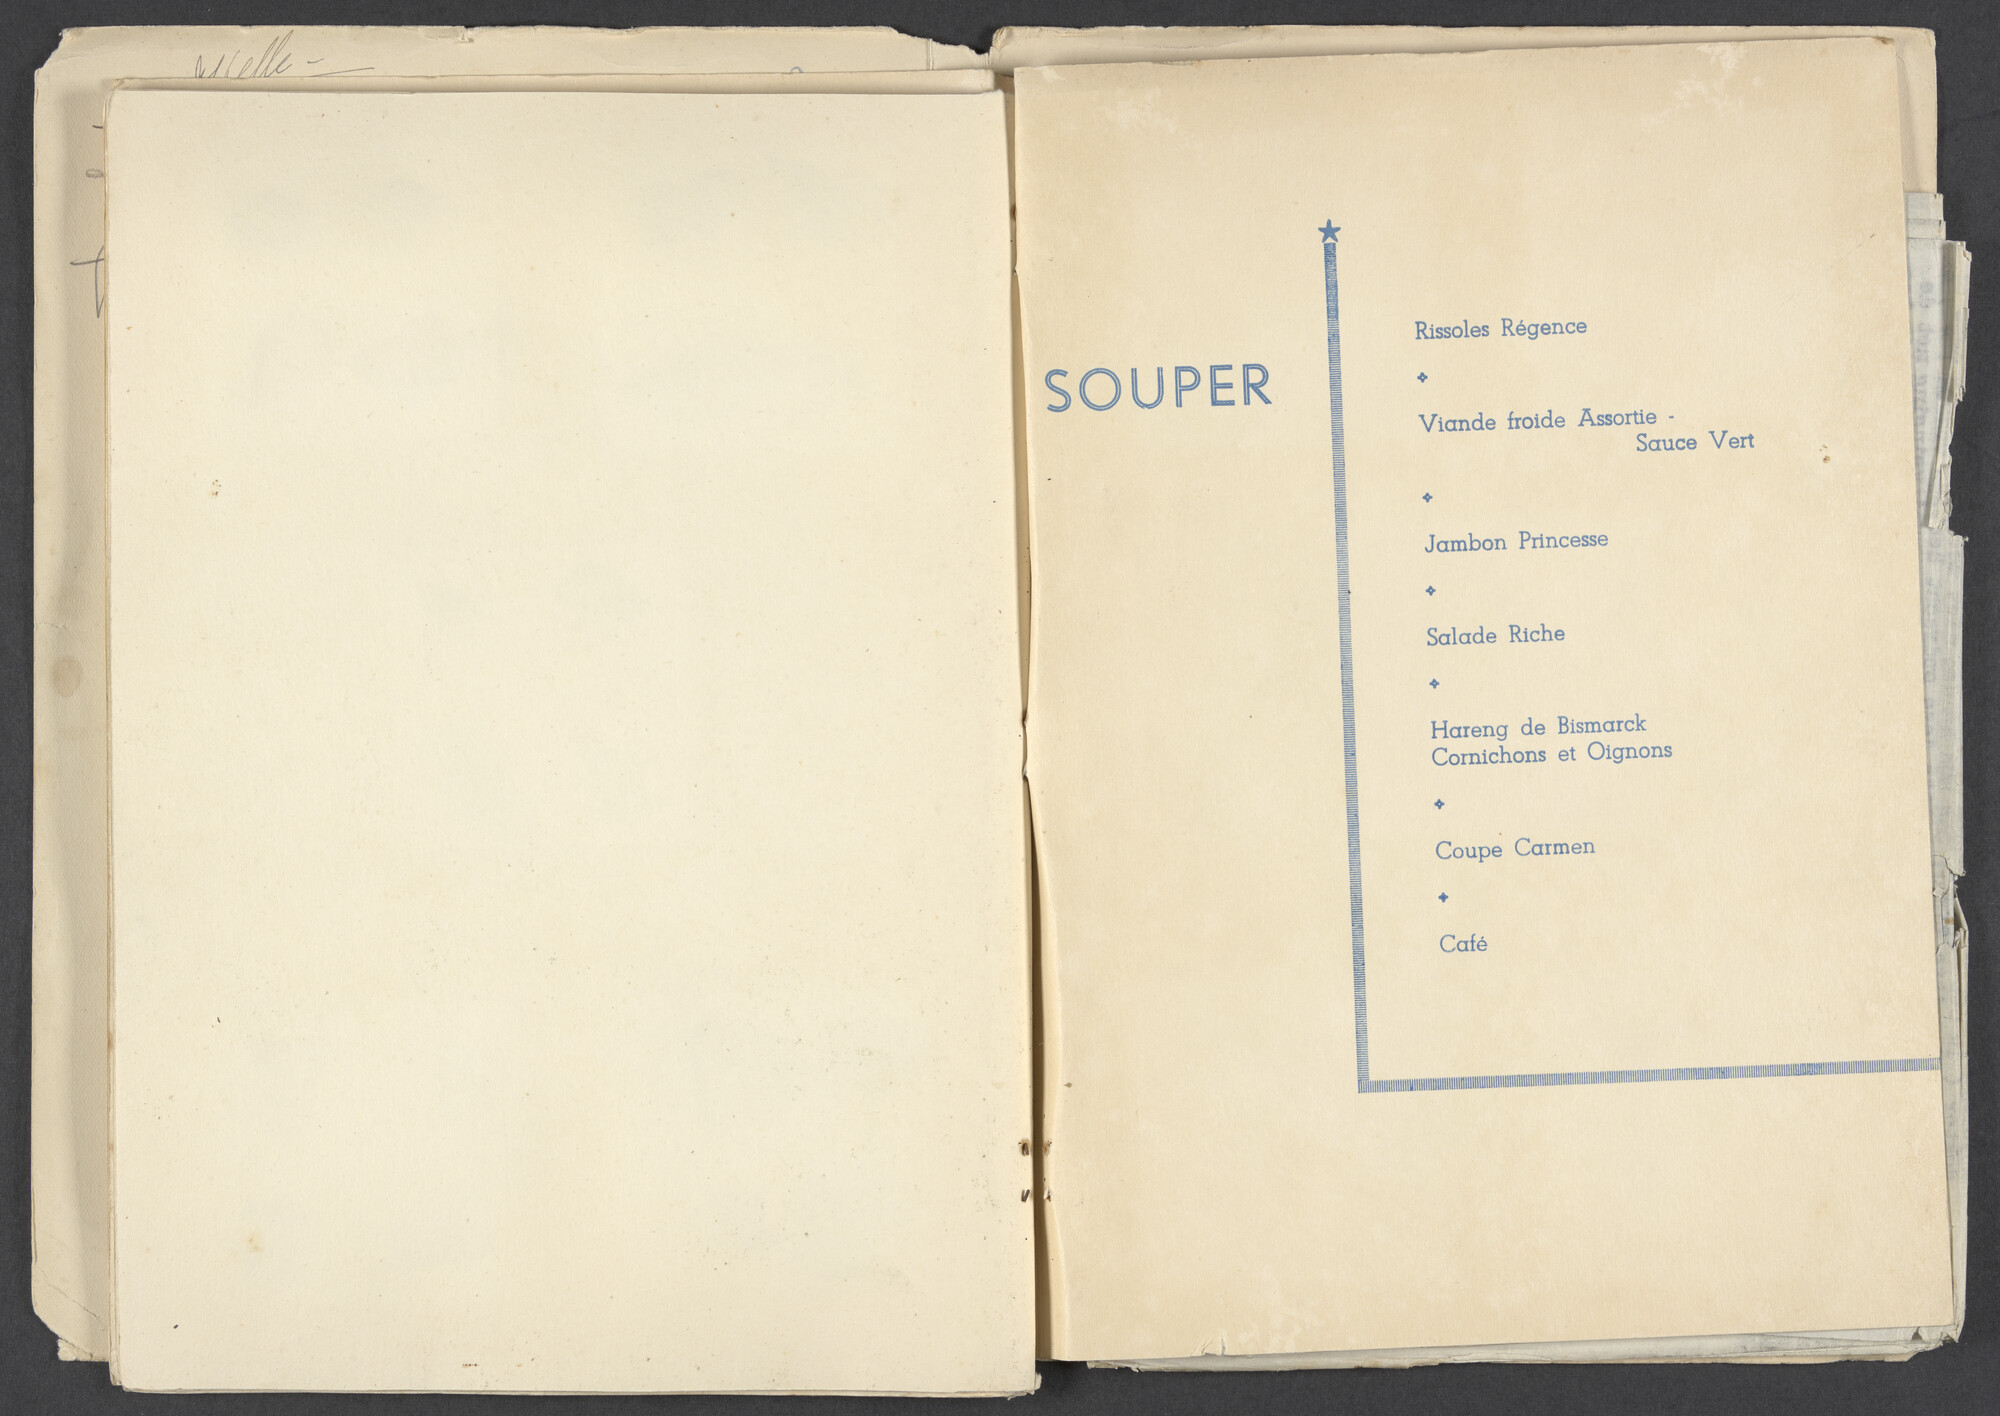 SOUPER
Rissoles Régence
Viande froide Assortie -
Sauce Vert
Jambon Princesse
Salade Riche
Hareng de Bismarck
Cornichons et Oignons
Coupe Carmen
Café